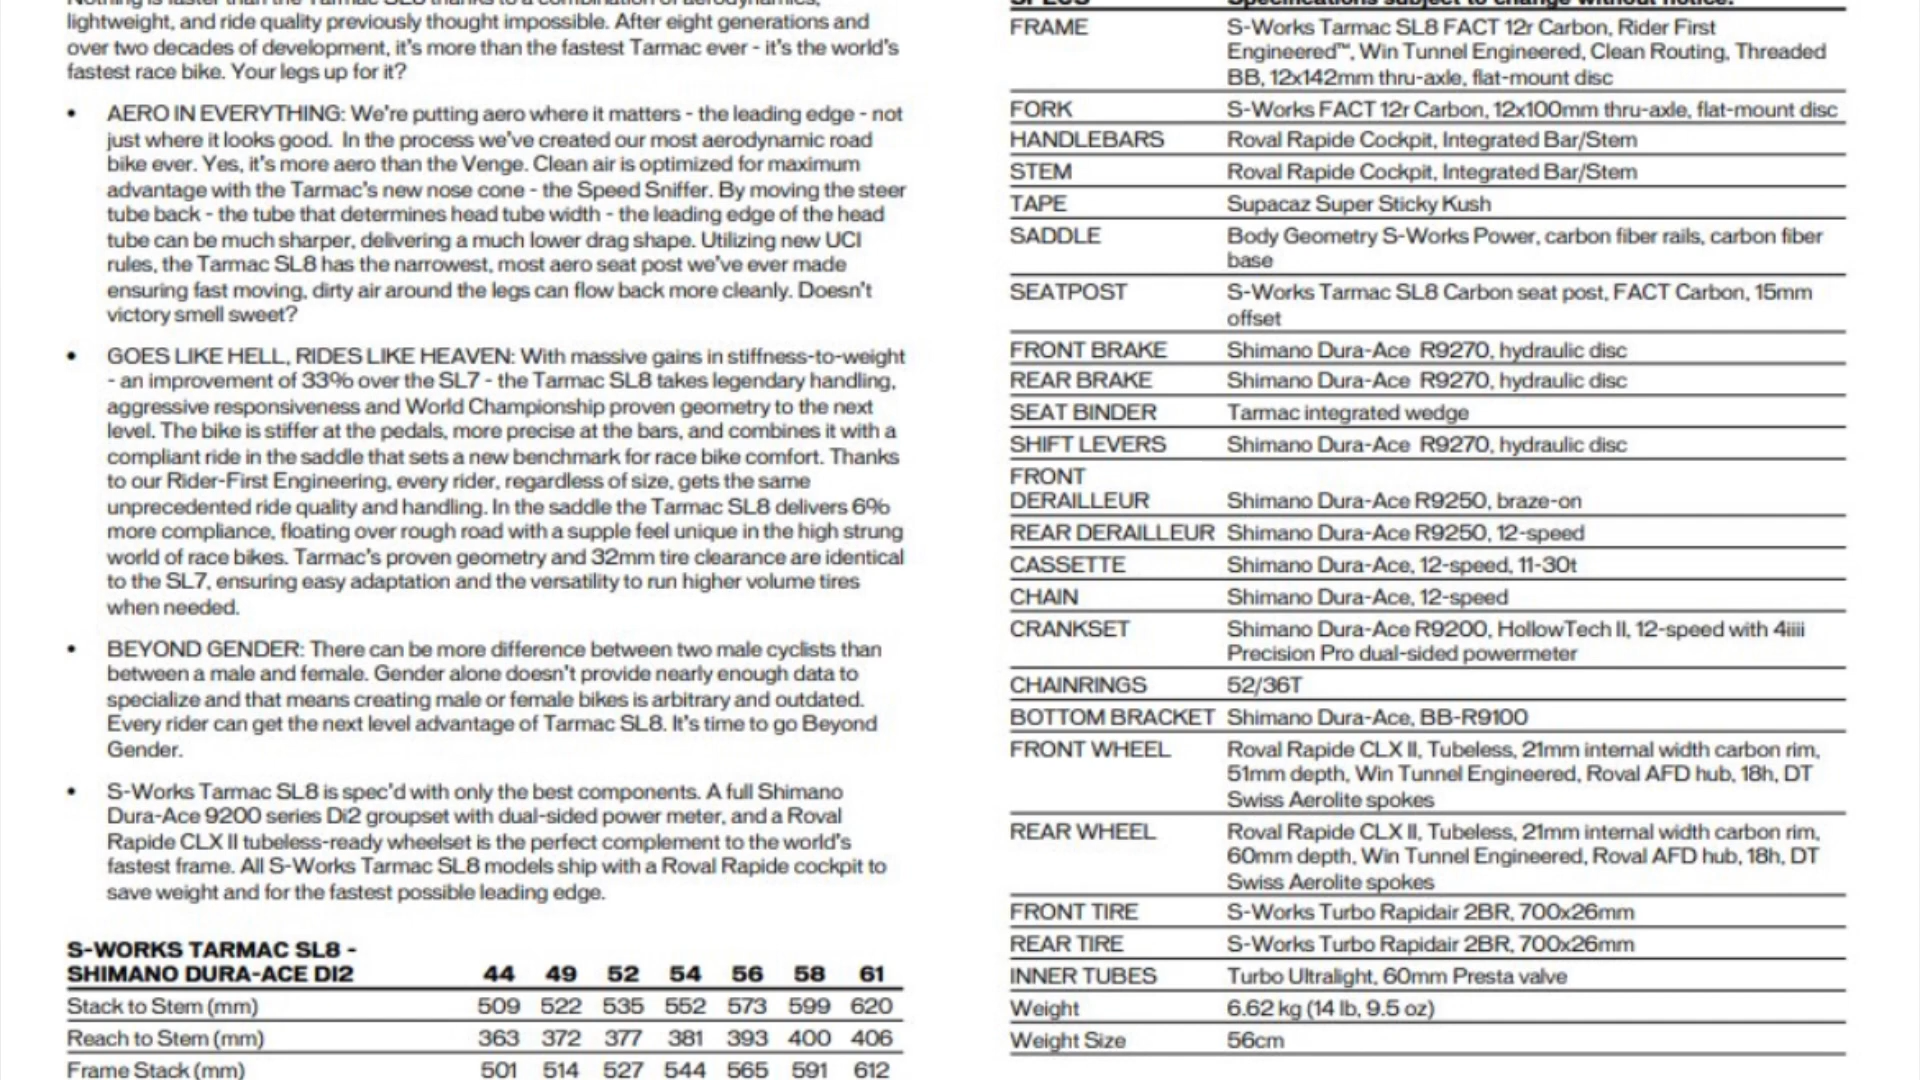 Nothing is faster than the Tarmac SL8 thanks to a combination of aerodynamics,
lightweight, and ride quality previously thought impossible. After eight generations and
over two decades of development, it's more than the fastest Tarmac ever - it's the world's
fastest race bike. Your legs up for it?
• AERO IN EVERYTHING: We're putting aero where it matters - the leading edge - not
just where it looks good.  In the process we've created our most aerodynamic road
bike ever. Yes, it's more aero than the Venge. Clean air is optimized for maximum
advantage with the Tarmac's new nose cone - the Speed Sniffer. By moving the steer
tube back - the tube that determines head tube width - the leading edge of the head
tube can be much sharper, delivering a much lower drag shape. Utilizing new UCI
rules, the Tarmac SL8 has the narrowest, most aero seat post we've ever made
ensuring fast moving, dirty air around the legs can flow back more cleanly. Doesn't
victory smell sweet?
• GOES LIKE HELL, RIDES LIKE HEAVEN: With massive gains in stiffness-to-weight
- an improvement of 33% over the SL7 - the Tarmac SL8 takes legendary handling,
aggressive responsiveness and World Championship proven geometry to the next
level. The bike is stiffer at the pedals, more precise at the bars, and combines it with a
compliant ride in the saddle that sets a new benchmark for race bike comfort. Thanks
to our Rider-First Engineering, every rider, regardless of size, gets the same
unprecedented ride quality and handling. In the saddle the Tarmac SL8 delivers 6%
more compliance, floating over rough road with a supple feel unique in the high strung
world of race bikes. Tarmac's proven geometry and 32mm tire clearance are identical
to the SL7, ensuring easy adaptation and the versatility to run higher volume tires
when needed.
• BEYOND GENDER: There can be more difference between two male cyclists than
between a male and female. Gender alone doesn't provide nearly enough data to
specialize and that means creating male or female bikes is arbitrary and outdated.
Every rider can get the next level advantage of Tarmac SL8. It's time to go Beyond
Gender.
• S-Works Tarmac SL8 is spec'd with only the best components. A full Shimano
Dura-Ace 9200 series Di2 groupset with dual-sided power meter, and a Roval
Rapide CLX II tubeless-ready wheelset is the perfect complement to the world's
fastest frame. All S-Works Tarmac SL8 models ship with a Roval Rapide cockpit to
save weight and for the fastest possible leading edge.
S-WORKS TARMAC SL8 -
SHIMANO DURA-ACE DI2 44 49 52 54 56 58 61
Stack to Stem (mm) 509 522 535 552 573 599 620
Reach to Stem (mm) 363 372 377 381 393 400 406
Frame Stack (mm) 501 514 527 544 565 591 612
SPECS Specifications subject to change without notice.
FRAME S-Works Tarmac SL8 FACT 12r Carbon, Rider First
Engineered™, Win Tunnel Engineered, Clean Routing, Threaded
BB, 12x142mm thru-axle, flat-mount disc
FORK S-Works FACT 12r Carbon, 12x100mm thru-axle, flat-mount disc
HANDLEBARS Roval Rapide Cockpit, Integrated Bar/Stem
STEM Roval Rapide Cockpit, Integrated Bar/Stem
TAPE Supacaz Super Sticky Kush
SADDLE Body Geometry S-Works Power, carbon fiber rails, carbon fiber
base
SEATPOST S-Works Tarmac SL8 Carbon seat post, FACT Carbon, 15mm
offset
FRONT BRAKE Shimano Dura-Ace  R9270, hydraulic disc
REAR BRAKE Shimano Dura-Ace  R9270, hydraulic disc
SEAT BINDER Tarmac integrated wedge
SHIFT LEVERS Shimano Dura-Ace  R9270, hydraulic disc
FRONT
DERAILLEUR Shimano Dura-Ace R9250, braze-on
REAR DERAILLEUR Shimano Dura-Ace R9250, 12-speed
CASSETTE Shimano Dura-Ace, 12-speed, 11-30t
CHAIN Shimano Dura-Ace, 12-speed
CRANKSET Shimano Dura-Ace R9200, HollowTech II, 12-speed with 4iiii
Precision Pro dual-sided powermeter
CHAINRINGS 52/36T
BOTTOM BRACKET Shimano Dura-Ace, BB-R9100
FRONT WHEEL Roval Rapide CLX II, Tubeless, 21mm internal width carbon rim,
51mm depth, Win Tunnel Engineered, Roval AFD hub, 18h, DT
Swiss Aerolite spokes
REAR WHEEL Roval Rapide CLX II, Tubeless, 21mm internal width carbon rim,
60mm depth, Win Tunnel Engineered, Roval AFD hub, 18h, DT
Swiss Aerolite spokes
FRONT TIRE S-Works Turbo Rapidair 2BR, 700x26mm
REAR TIRE S-Works Turbo Rapidair 2BR, 700x26mm
INNER TUBES Turbo Ultralight, 60mm Presta valve
Weight 6.62 kg (14 lb, 9.5 oz)
Weight Size 56cm